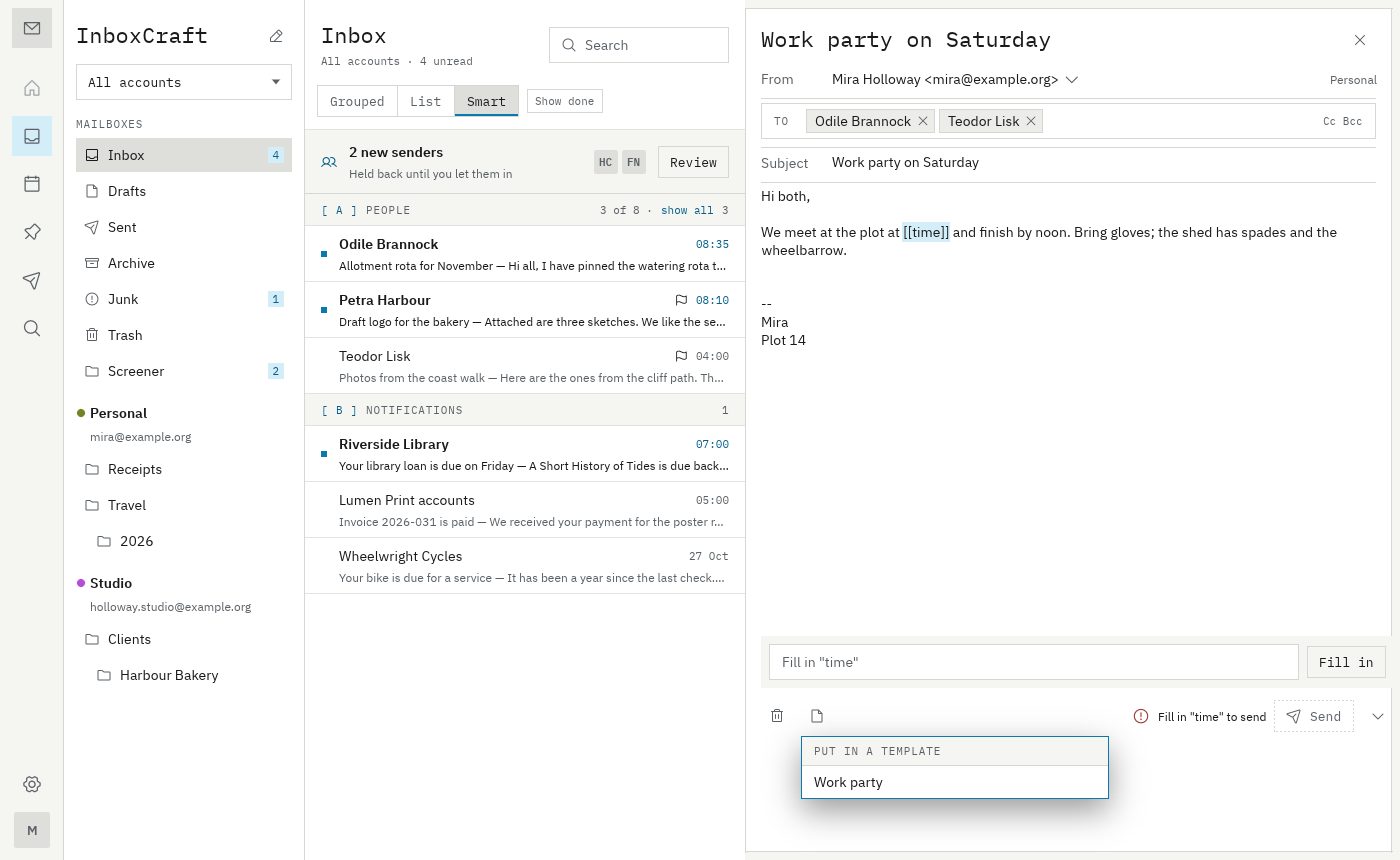 InboxCraft
All accounts
MAILBOXES
Inbox 4
Drafts
Sent
Archive
Junk 1
Trash
Screener 2
Personal
mira@example.org
Receipts
Travel
2026
Studio
holloway.studio@example.org
Clients
Harbour Bakery
M
Inbox
All accounts · 4 unread
Search
Grouped List Smart Show done
2 new senders
Held back until you let them in
HC FN Review
[ A ] PEOPLE 3 of 8 · show all 3
Odile Brannock 08:35
Allotment rota for November — Hi all, I have pinned the watering rota t…
Petra Harbour 08:10
Draft logo for the bakery — Attached are three sketches. We like the se…
Teodor Lisk 04:00
Photos from the coast walk — Here are the ones from the cliff path. Th…
[ B ] NOTIFICATIONS 1
Riverside Library 07:00
Your library loan is due on Friday — A Short History of Tides is due back…
Lumen Print accounts 05:00
Invoice 2026-031 is paid — We received your payment for the poster r…
Wheelwright Cycles 27 Oct
Your bike is due for a service — It has been a year since the last check.…
Work party on Saturday
From Mira Holloway <mira@example.org> Personal
TO Odile Brannock Teodor Lisk Cc Bcc
Subject Work party on Saturday
Hi both,
We meet at the plot at [[time]] and finish by noon. Bring gloves; the shed has spades and the
wheelbarrow.
--
Mira
Plot 14
Fill in "time" Fill in
Fill in "time" to send Send
PUT IN A TEMPLATE
Work party